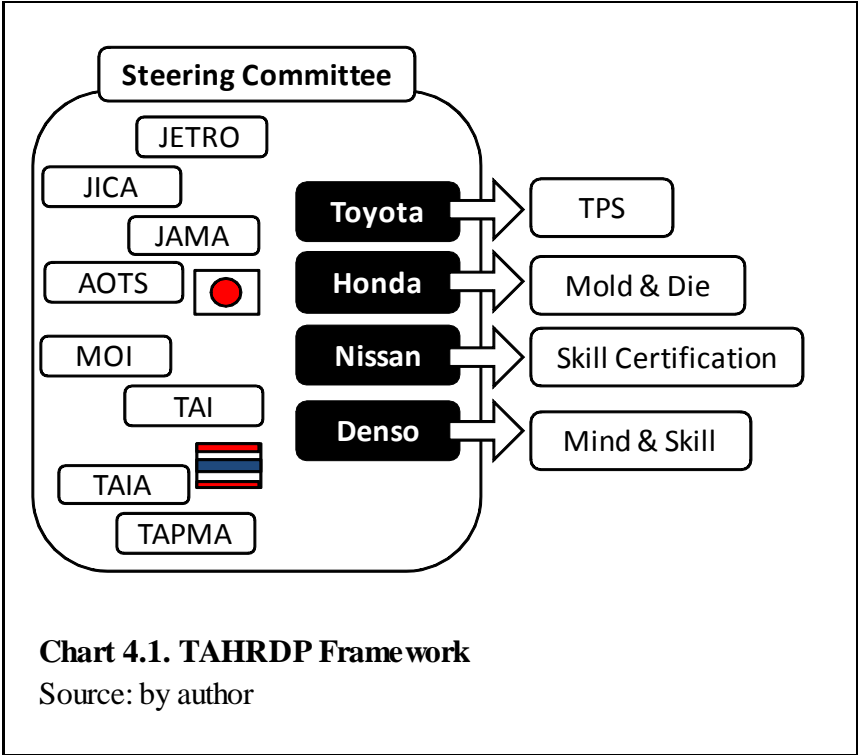 Steering Committee
JETRO
JICA
JAMA
AOTS
MOI
TAI
TAIA
TAPMA
Toyota
TPS
Honda
Mold & Die
Nissan
Skill Certification
Denso
Mind & Skill
Chart 4.1. TAHRDP Framework
Source: by author